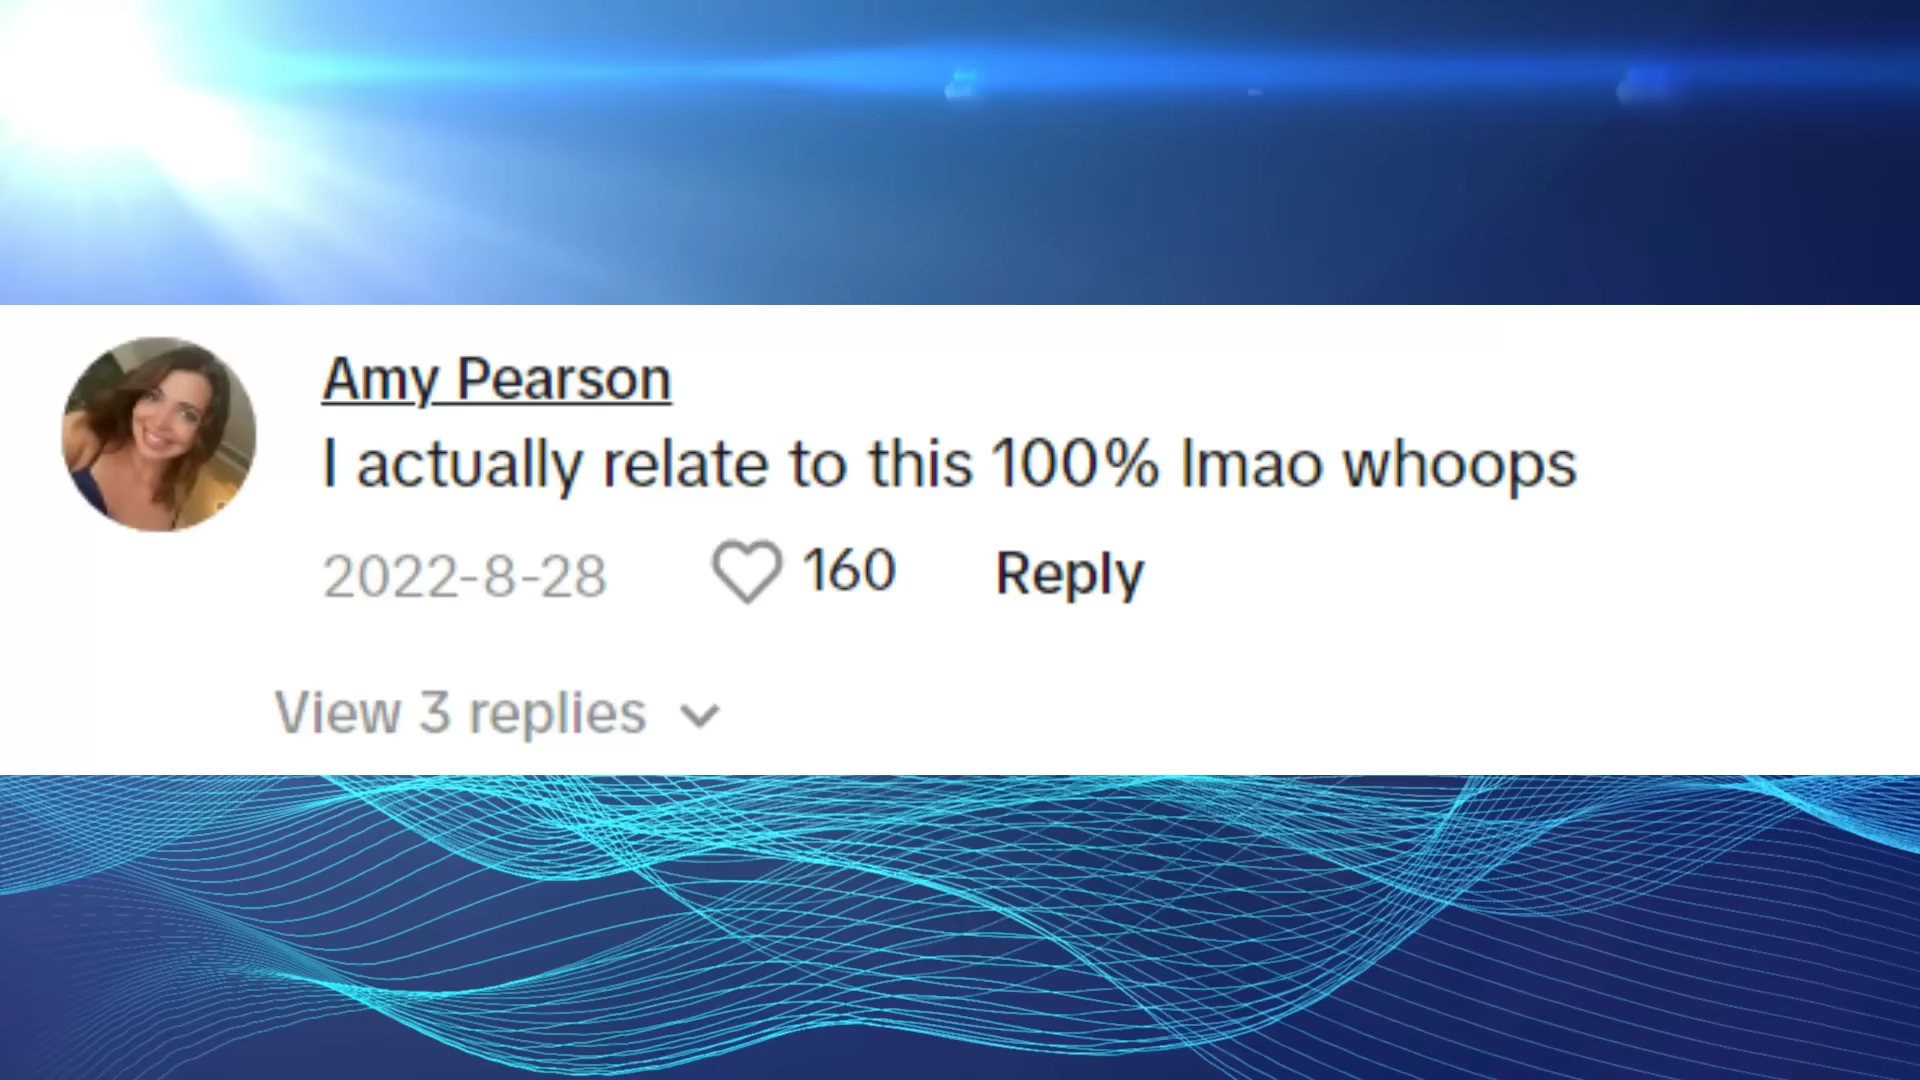 Amy Pearson
I actually relate to this 100% lmao whoops
2022-8-28 160 Reply
View 3 replies